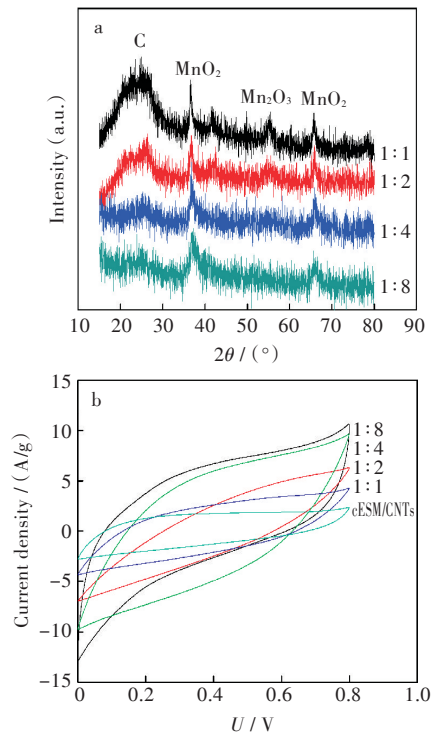 a
C
MnO₂
Mn₂O₃
MnO₂
1∶1
1∶2
1∶4
1∶8
Intensity (a.u.)
10 20 30 40 50 60 70 80 90
2θ / (°)
b
15
10
5
0
−5
−10
−15
1∶8
1∶4
1∶2
1∶1
cESM/CNTs
Current density / (A/g)
0 0.2 0.4 0.6 0.8 1.0
U / V